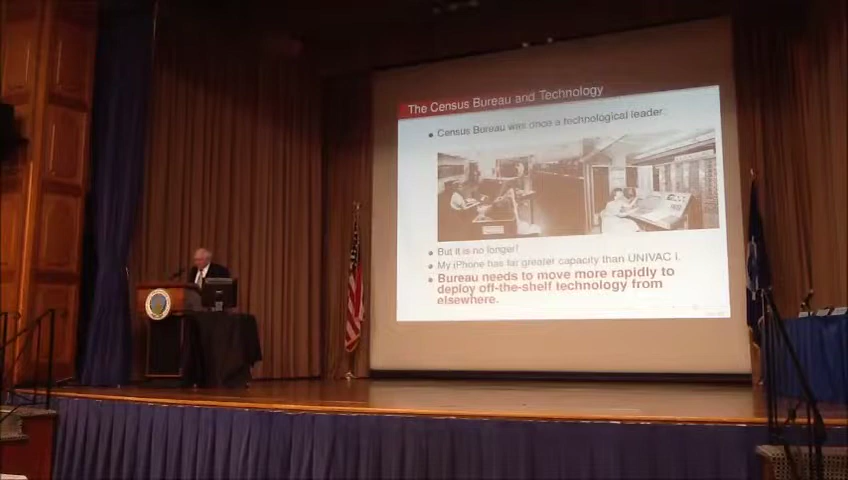 The Census Bureau and Technology
Census Bureau was once a technological leader.
But it is no longer!
My iPhone has far greater capacity than UNIVAC I.
Bureau needs to move more rapidly to
deploy off-the-shelf technology from
elsewhere.